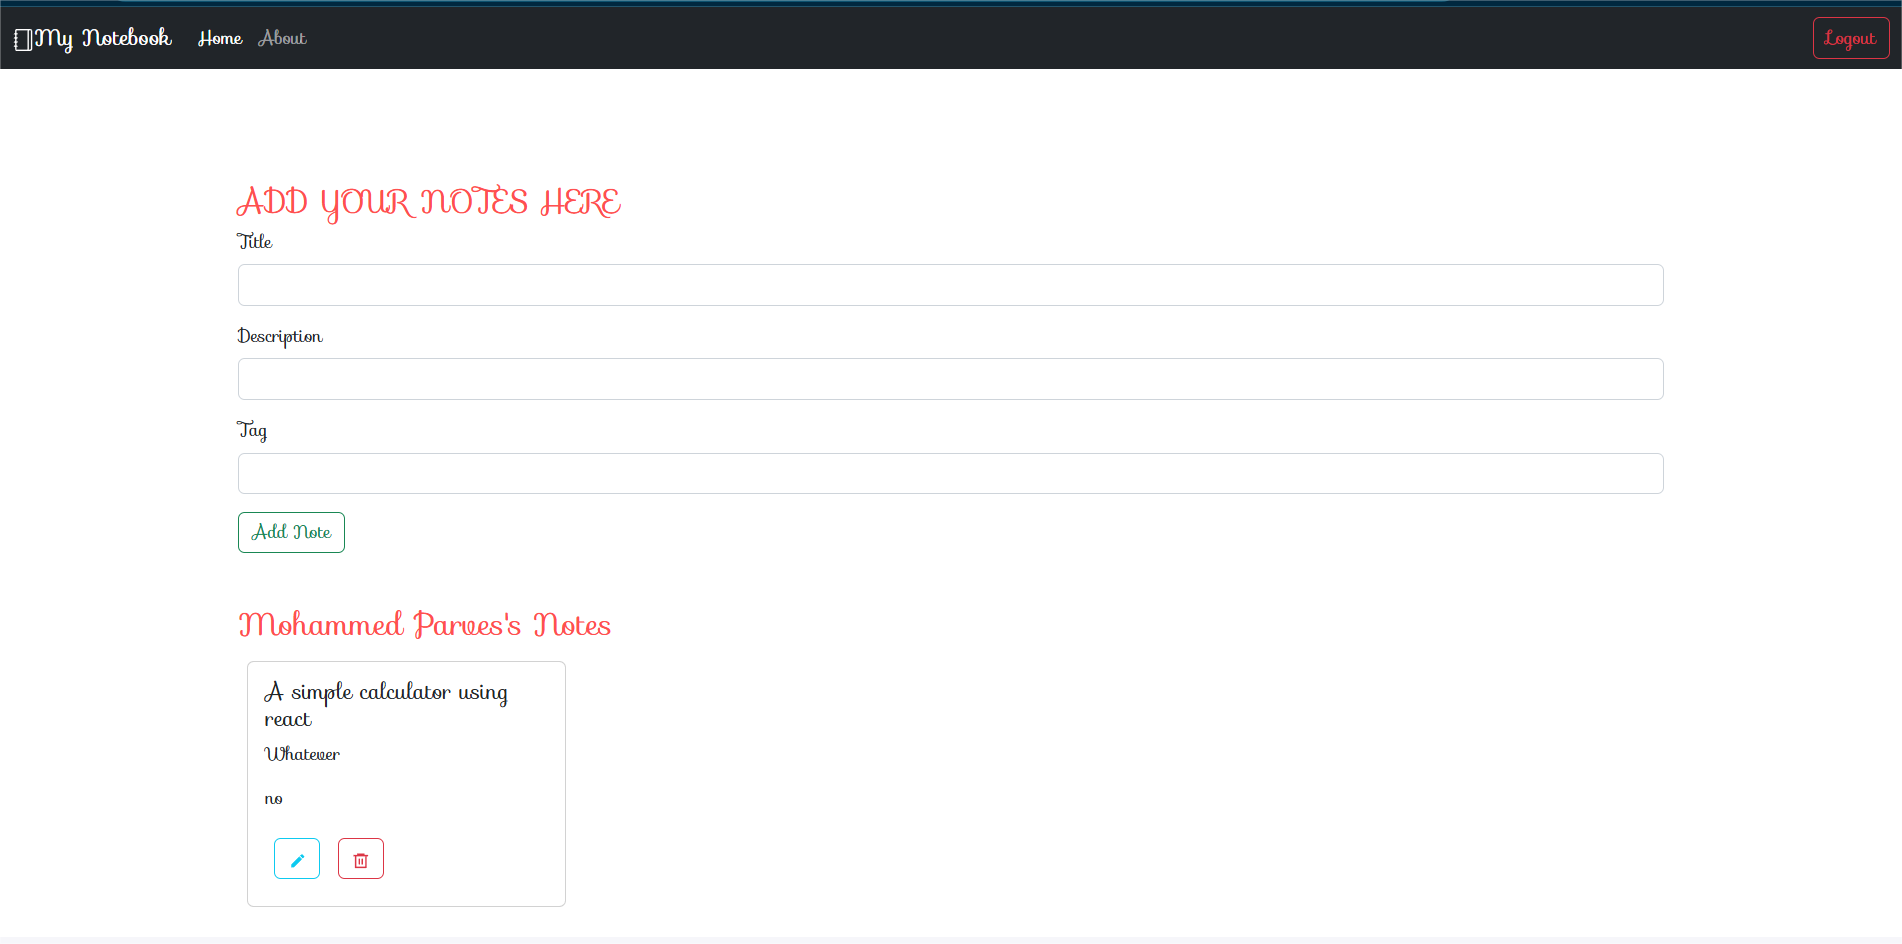 My Notebook Home About Logout
ADD YOUR NOTES HERE
Title
Description
Tag
Add Note
Mohammed Parves's Notes
A simple calculator using
react
Whatever
no